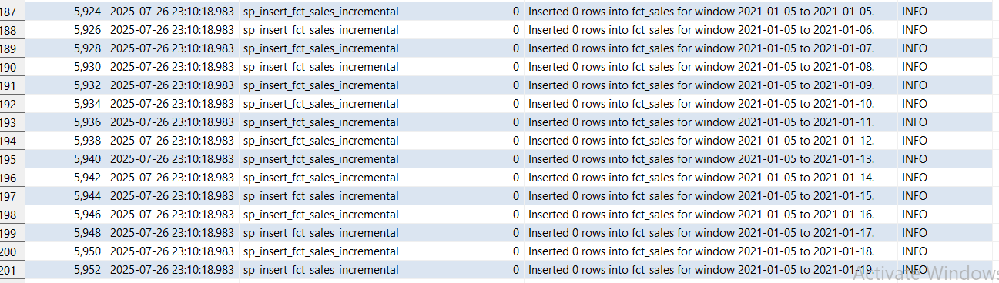 187 5,924 2025-07-26 23:10:18.983 sp_insert_fct_sales_incremental 0 Inserted 0 rows into fct_sales for window 2021-01-05 to 2021-01-05. INFO
188 5,926 2025-07-26 23:10:18.983 sp_insert_fct_sales_incremental 0 Inserted 0 rows into fct_sales for window 2021-01-05 to 2021-01-06. INFO
189 5,928 2025-07-26 23:10:18.983 sp_insert_fct_sales_incremental 0 Inserted 0 rows into fct_sales for window 2021-01-05 to 2021-01-07. INFO
190 5,930 2025-07-26 23:10:18.983 sp_insert_fct_sales_incremental 0 Inserted 0 rows into fct_sales for window 2021-01-05 to 2021-01-08. INFO
191 5,932 2025-07-26 23:10:18.983 sp_insert_fct_sales_incremental 0 Inserted 0 rows into fct_sales for window 2021-01-05 to 2021-01-09. INFO
192 5,934 2025-07-26 23:10:18.983 sp_insert_fct_sales_incremental 0 Inserted 0 rows into fct_sales for window 2021-01-05 to 2021-01-10. INFO
193 5,936 2025-07-26 23:10:18.983 sp_insert_fct_sales_incremental 0 Inserted 0 rows into fct_sales for window 2021-01-05 to 2021-01-11. INFO
194 5,938 2025-07-26 23:10:18.983 sp_insert_fct_sales_incremental 0 Inserted 0 rows into fct_sales for window 2021-01-05 to 2021-01-12. INFO
195 5,940 2025-07-26 23:10:18.983 sp_insert_fct_sales_incremental 0 Inserted 0 rows into fct_sales for window 2021-01-05 to 2021-01-13. INFO
196 5,942 2025-07-26 23:10:18.983 sp_insert_fct_sales_incremental 0 Inserted 0 rows into fct_sales for window 2021-01-05 to 2021-01-14. INFO
197 5,944 2025-07-26 23:10:18.983 sp_insert_fct_sales_incremental 0 Inserted 0 rows into fct_sales for window 2021-01-05 to 2021-01-15. INFO
198 5,946 2025-07-26 23:10:18.983 sp_insert_fct_sales_incremental 0 Inserted 0 rows into fct_sales for window 2021-01-05 to 2021-01-16. INFO
199 5,948 2025-07-26 23:10:18.983 sp_insert_fct_sales_incremental 0 Inserted 0 rows into fct_sales for window 2021-01-05 to 2021-01-17. INFO
200 5,950 2025-07-26 23:10:18.983 sp_insert_fct_sales_incremental 0 Inserted 0 rows into fct_sales for window 2021-01-05 to 2021-01-18. INFO
201 5,952 2025-07-26 23:10:18.983 sp_insert_fct_sales_incremental 0 Inserted 0 rows into fct_sales for window 2021-01-05 to 2021-01-19. INFO
Activate Windows